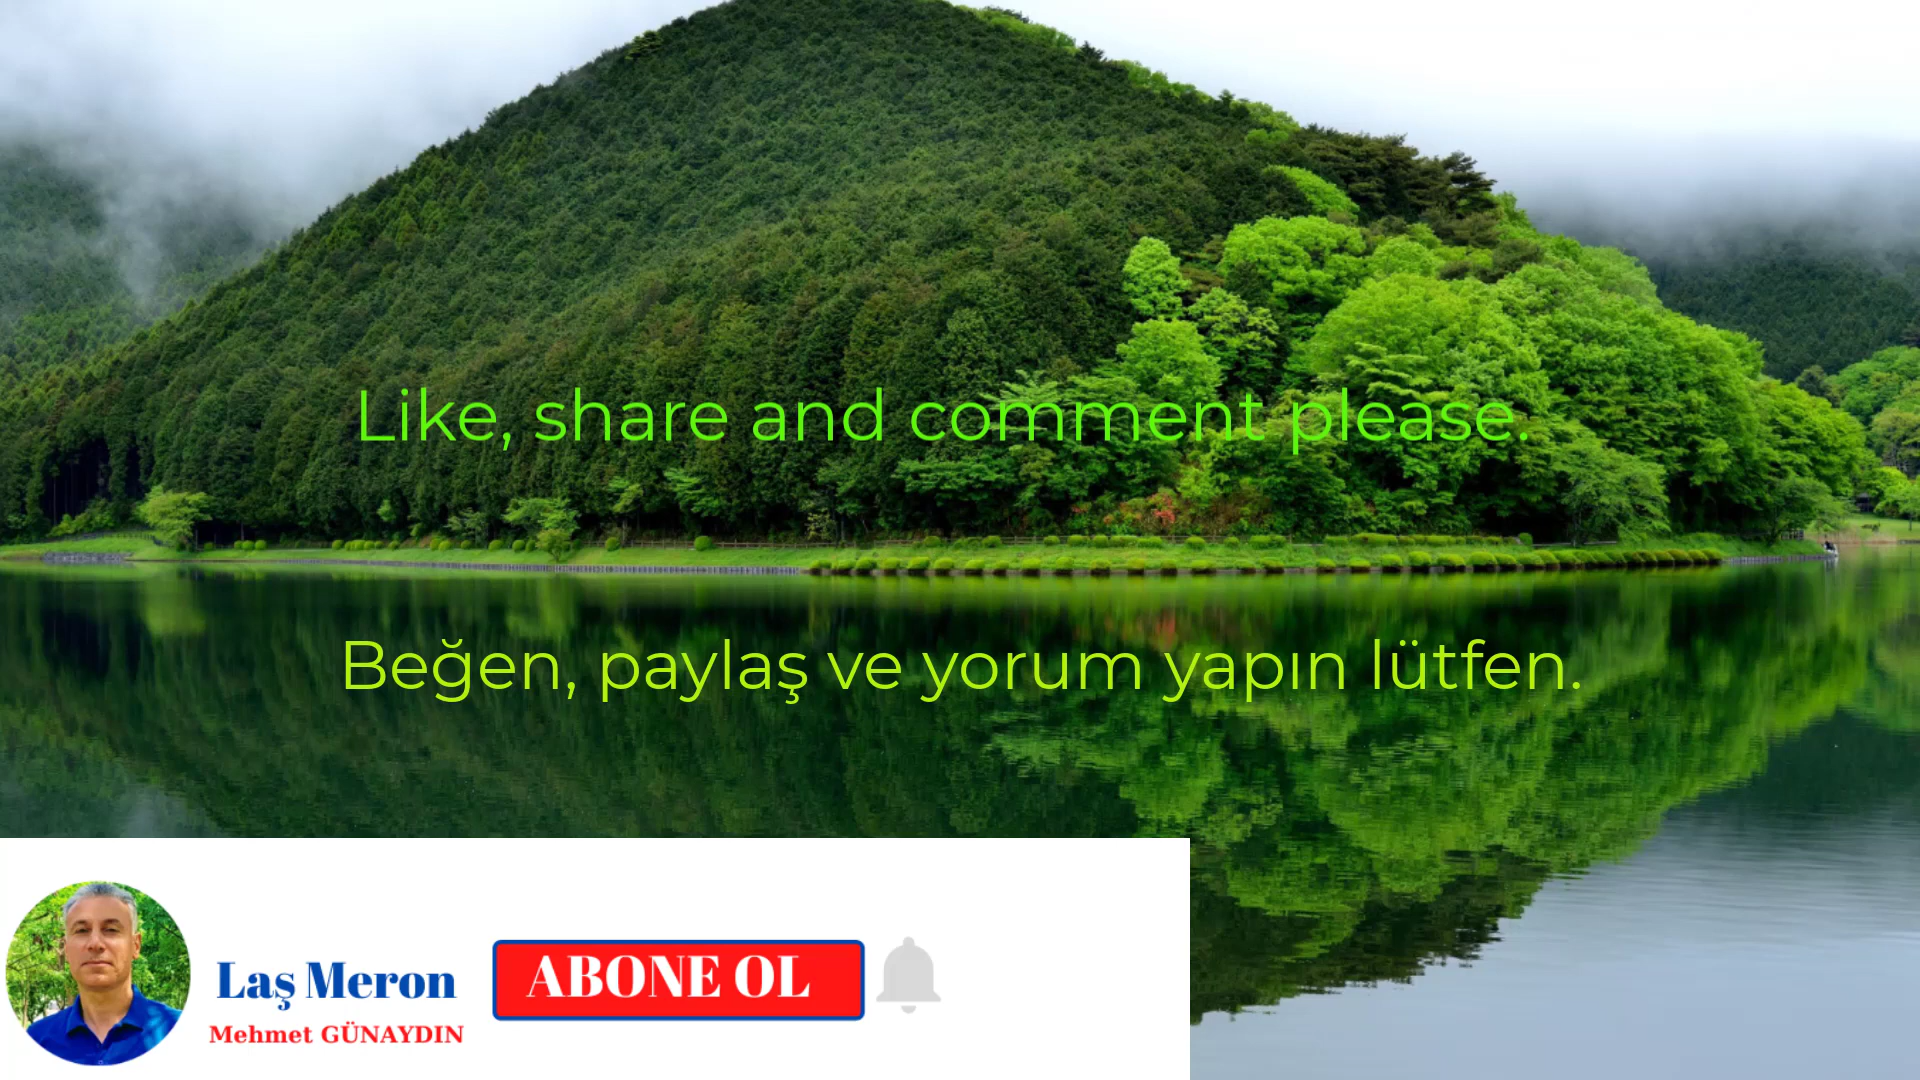 Like, share and comment please.
Beğen, paylaş ve yorum yapın lütfen.
Laş Meron
Mehmet GÜNAYDIN
ABONE OL